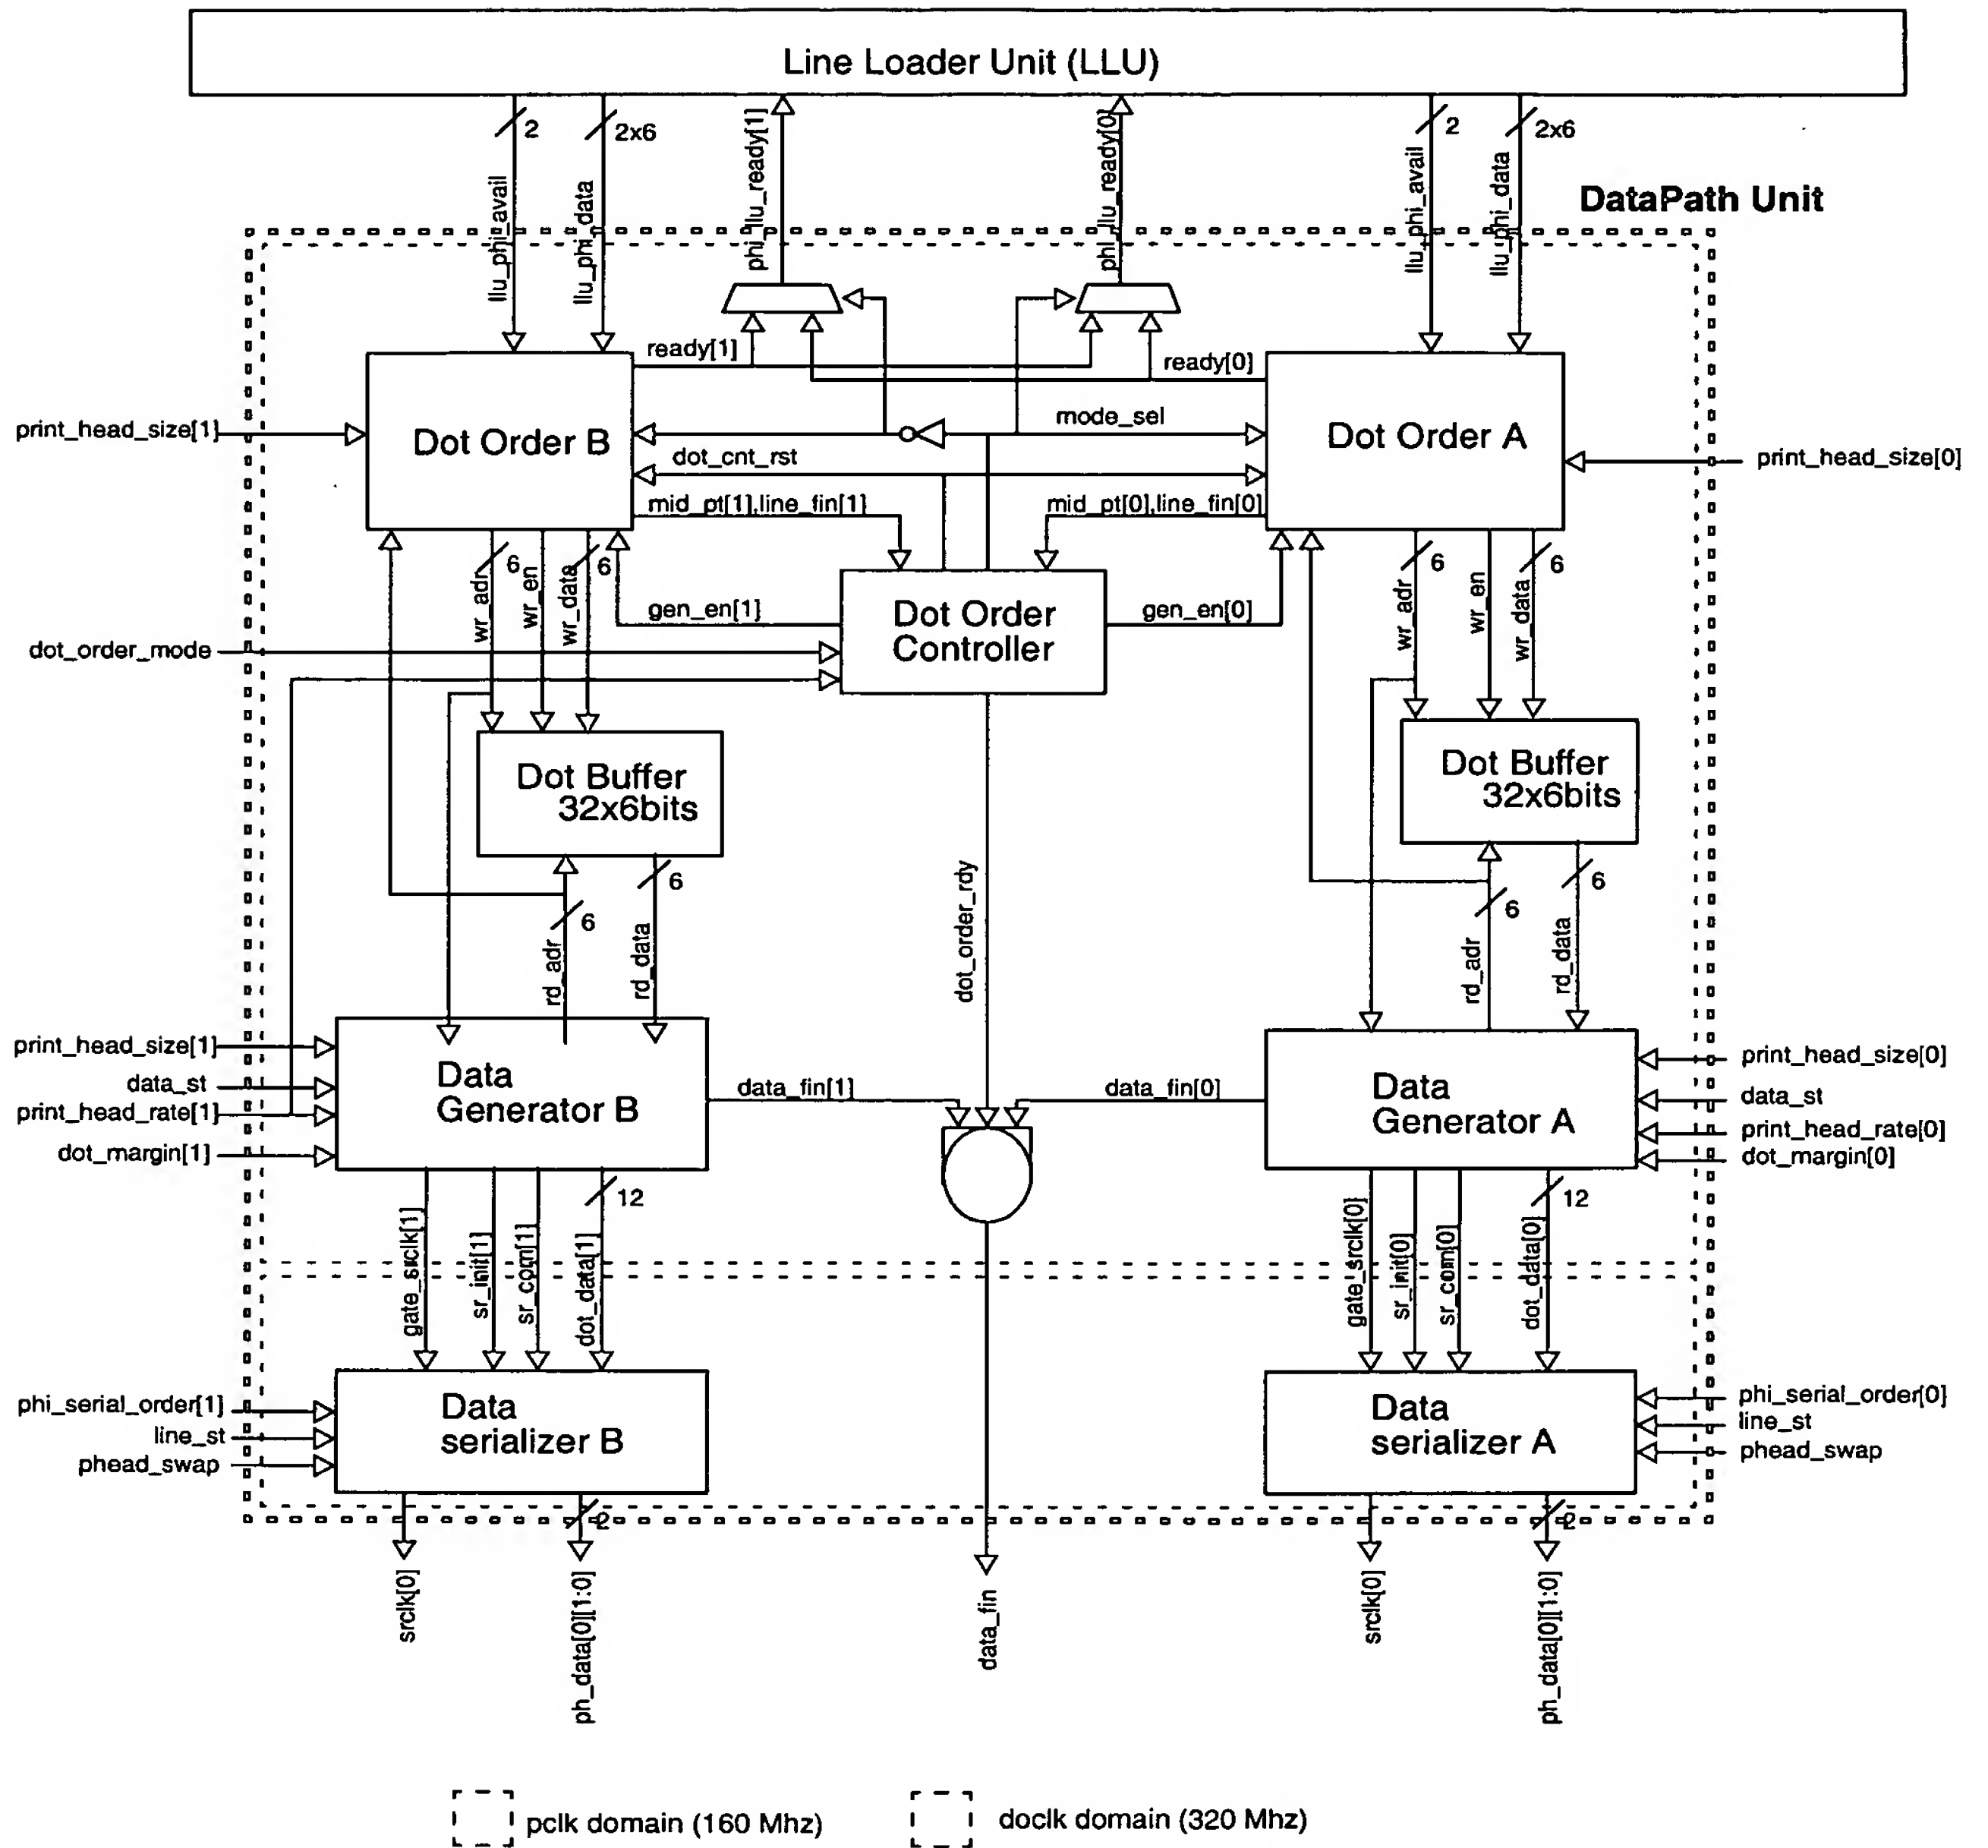 Line Loader Unit (LLU)
2
2x6
2
2x6
llu_phi_avail
llu_phi_data
phi_llu_ready[1]
phi_llu_ready[0]
llu_phi_avail
llu_phi_data
DataPath Unit
ready[1]
ready[0]
print_head_size[1]
Dot Order B
mode_sel
Dot Order A
print_head_size[0]
dot_cnt_rst
mid_pt[1],line_fin[1]
mid_pt[0],line_fin[0]
6
6
6
6
wr_adr
wr_en
wr_data
gen_en[1]
Dot Order
Controller
gen_en[0]
wr_adr
wr_en
wr_data
dot_order_mode
Dot Buffer
32x6bits
Dot Buffer
32x6bits
6
6
6
6
rd_adr
rd_data
dot_order_rdy
rd_adr
rd_data
print_head_size[1]
data_st
print_head_rate[1]
dot_margin[1]
Data
Generator B
data_fin[1]
data_fin[0]
Data
Generator A
print_head_size[0]
data_st
print_head_rate[0]
dot_margin[0]
12
12
gate_srclk[1]
sr_init[1]
sr_com[1]
dot_data[1]
gate_srclk[0]
sr_init[0]
sr_com[0]
dot_data[0]
phi_serial_order[1]
line_st
phead_swap
Data
serializer B
Data
serializer A
phi_serial_order[0]
line_st
phead_swap
2
2
srclk[0]
ph_data[0][1:0]
data_fin
srclk[0]
ph_data[0][1:0]
pclk domain (160 Mhz)
doclk domain (320 Mhz)